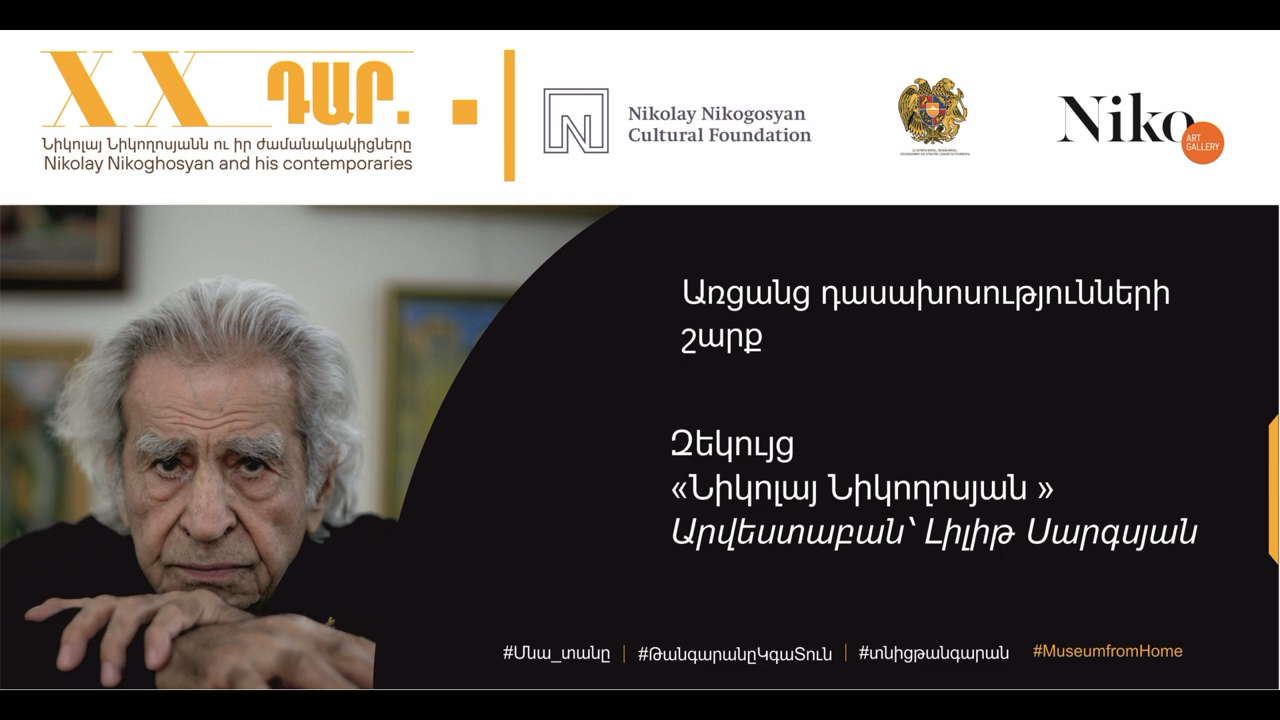 XX ԴԱՐ.
Նիկոլայ Նիկողոսյանն ու իր ժամանակակիցները
Nikolay Nikoghosyan and his contemporaries
N
Nikolay Nikogosyan
Cultural Foundation
Niko
ART
GALLERY
Առցանց դասախոսությունների
շարք
Զեկույց
«Նիկոլայ Նիկողոսյան »
Արվեստաբան՝ Լիլիթ Սարգսյան
#Մնա_տանը | #ԹանգարանըԿգաՏուն | #տնիցթանգարան #MuseumfromHome